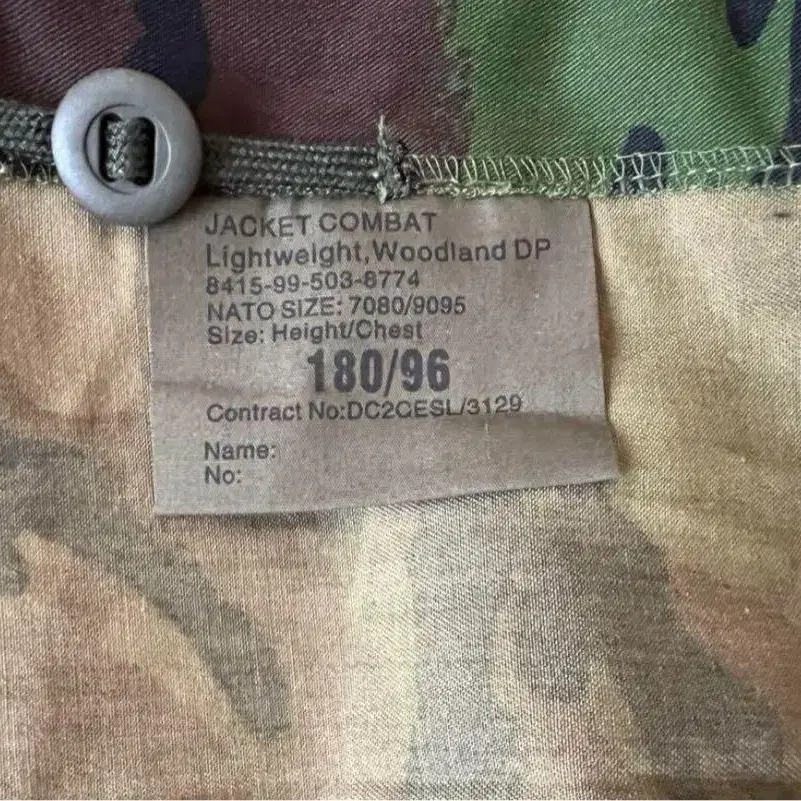 JACKET COMBAT
Lightweight, Woodland DP
8415-99-503-8774
NATO SIZE: 7080/9095
Size: Height/Chest
180/96
Contract No:DC2CESL/3129
Name:
No: